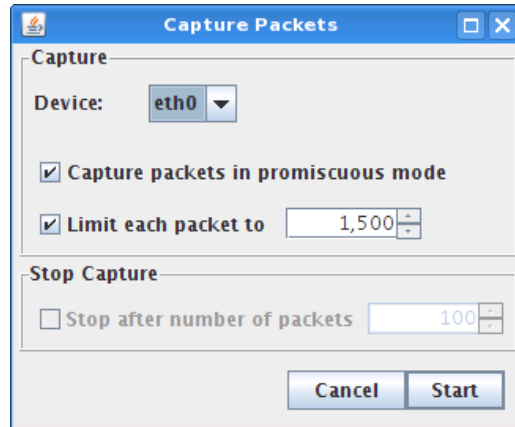 Capture Packets
Capture
Device: eth0
Capture packets in promiscuous mode
Limit each packet to 1,500
Stop Capture
Stop after number of packets 100
Cancel Start